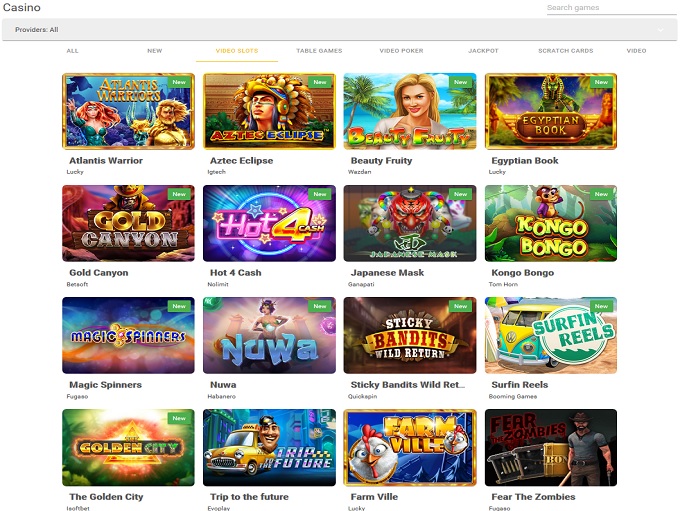 Casino
Search games
Providers: All
ALL NEW VIDEO SLOTS TABLE GAMES VIDEO POKER JACKPOT SCRATCH CARDS VIDEO
ATLANTIS WARRIORS New
AZTEC ECLIPSE New
BEAUTY FRUITY New
EGYPTIAN BOOK New
Atlantis Warrior Aztec Eclipse Beauty Fruity Egyptian Book
Lucky Igtech Wazdan Lucky
GOLD CANYON New
Hot 4 CASH New
JAPANESE MASK New
KONGO BONGO New
Gold Canyon Hot 4 Cash Japanese Mask Kongo Bongo
Betsoft Nolimit Ganapati Tom Horn
MAGIC SPINNERS New
NUWA New
STICKY BANDITS WILD RETURN New
SURFIN' REELS New
Magic Spinners Nuwa Sticky Bandits Wild Ret... Surfin Reels
Fugaso Habanero Quickspin Booming Games
THE GOLDEN CITY New
TRIP TO THE FUTURE
FARM VILLE
FEAR THE ZOMBIES
The Golden City Trip to the future Farm Ville Fear The Zombies
Isoftbet Evoplay Lucky Fugaso